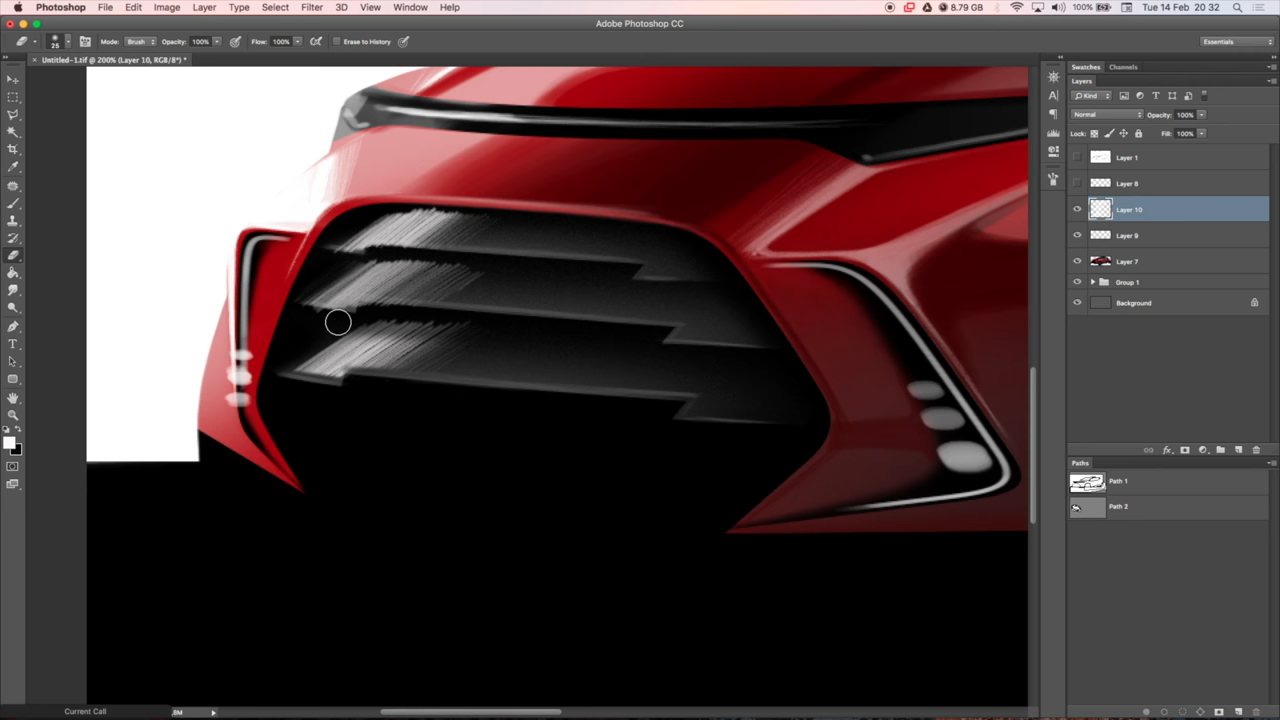 Photoshop File Edit Image Layer Type Select Filter 3D View Window Help 8.79 GB 100% Tue 14 Feb 20 32
Adobe Photoshop CC
25 Mode: Brush Opacity: 100% Flow: 100% Erase to History Essentials
Untitled-1.tif @ 200% (Layer 10, RGB/8*) *
Swatches Channels
Layers
Kind
Normal Opacity: 100%
Lock: Fill: 100%
Layer 1
Layer 8
Layer 10
Layer 9
Layer 7
Group 1
Background
Paths
Path 1
Path 2
Current Call .8M